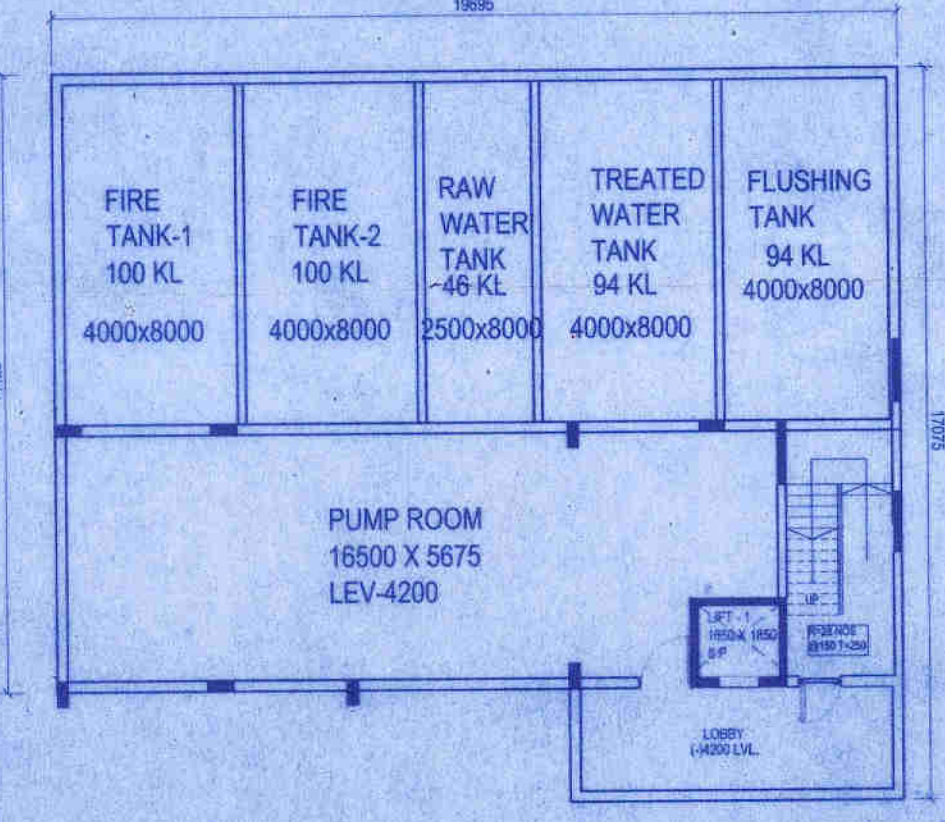 19695
FIRE
TANK-1
100 KL
4000x8000
FIRE
TANK-2
100 KL
4000x8000
RAW
WATER
TANK
46 KL
2500x8000
TREATED
WATER
TANK
94 KL
4000x8000
FLUSHING
TANK
94 KL
4000x8000
17075
PUMP ROOM
16500 X 5675
LEV-4200
UP
LIFT - 1
1850 X 1850
LOBBY
(-)4200 LVL.